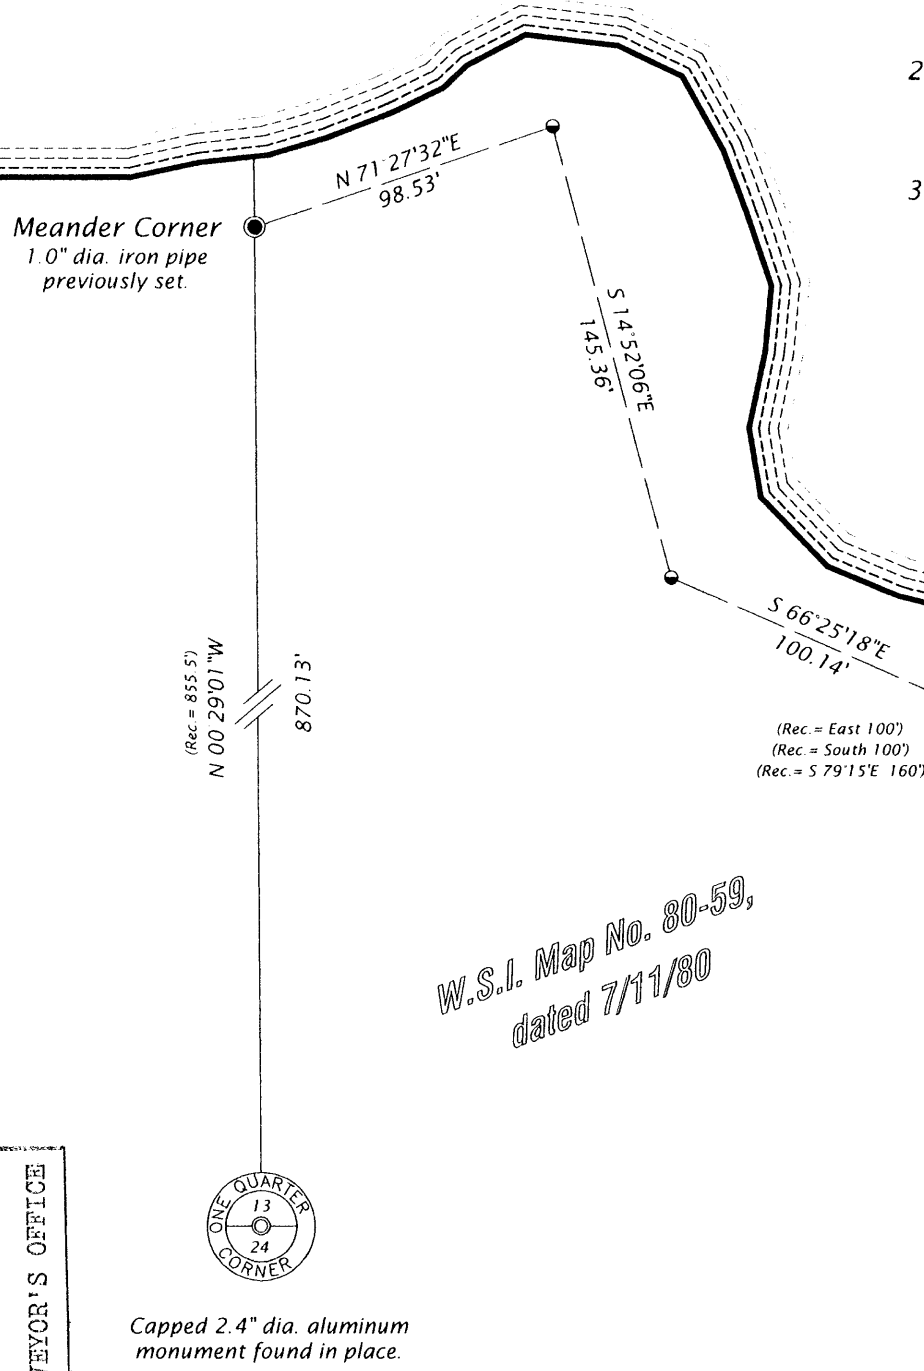 2
3
N 71°27'32"E
98.53'
Meander Corner
1.0" dia. iron pipe
previously set.
S 14°52'06"E
145.36'
S 66°25'18"E
100.14'
(Rec.= 855.5')
N 00°29'01"W
870.13'
(Rec.= East 100')
(Rec.= South 100')
(Rec.= S 79°15'E 160')
W.S.I. Map No. 80-59,
dated 7/11/80
ONE QUARTER
13
24
CORNER
VEYOR'S OFFICE
Capped 2.4" dia. aluminum
monument found in place.